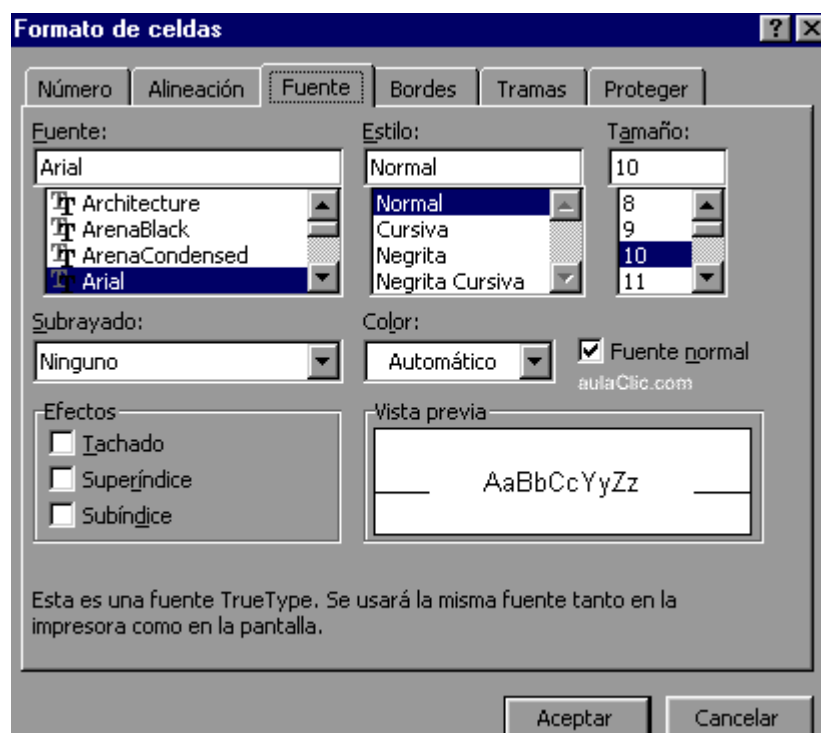 Formato de celdas
Número Alineación Fuente Bordes Tramas Proteger
Fuente: Estilo: Tamaño:
Arial Normal 10
Architecture Normal 8
ArenaBlack Cursiva 9
ArenaCondensed Negrita 10
Arial Negrita Cursiva 11
Subrayado: Color:
Ninguno Automático Fuente normal
aulaClic.com
Efectos Vista previa
Tachado
Superíndice AaBbCcYyZz
Subíndice
Esta es una fuente TrueType. Se usará la misma fuente tanto en la
impresora como en la pantalla.
Aceptar Cancelar